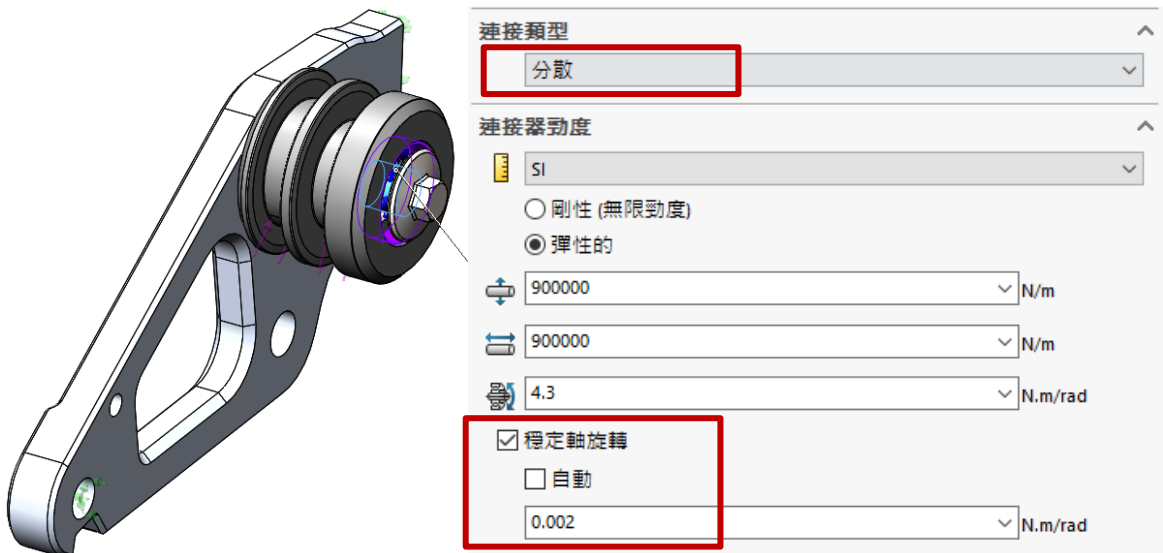 連接類型
分散
連接器勁度
SI
剛性 (無限勁度)
彈性的
900000 N/m
900000 N/m
4.3 N.m/rad
穩定軸旋轉
自動
0.002 N.m/rad